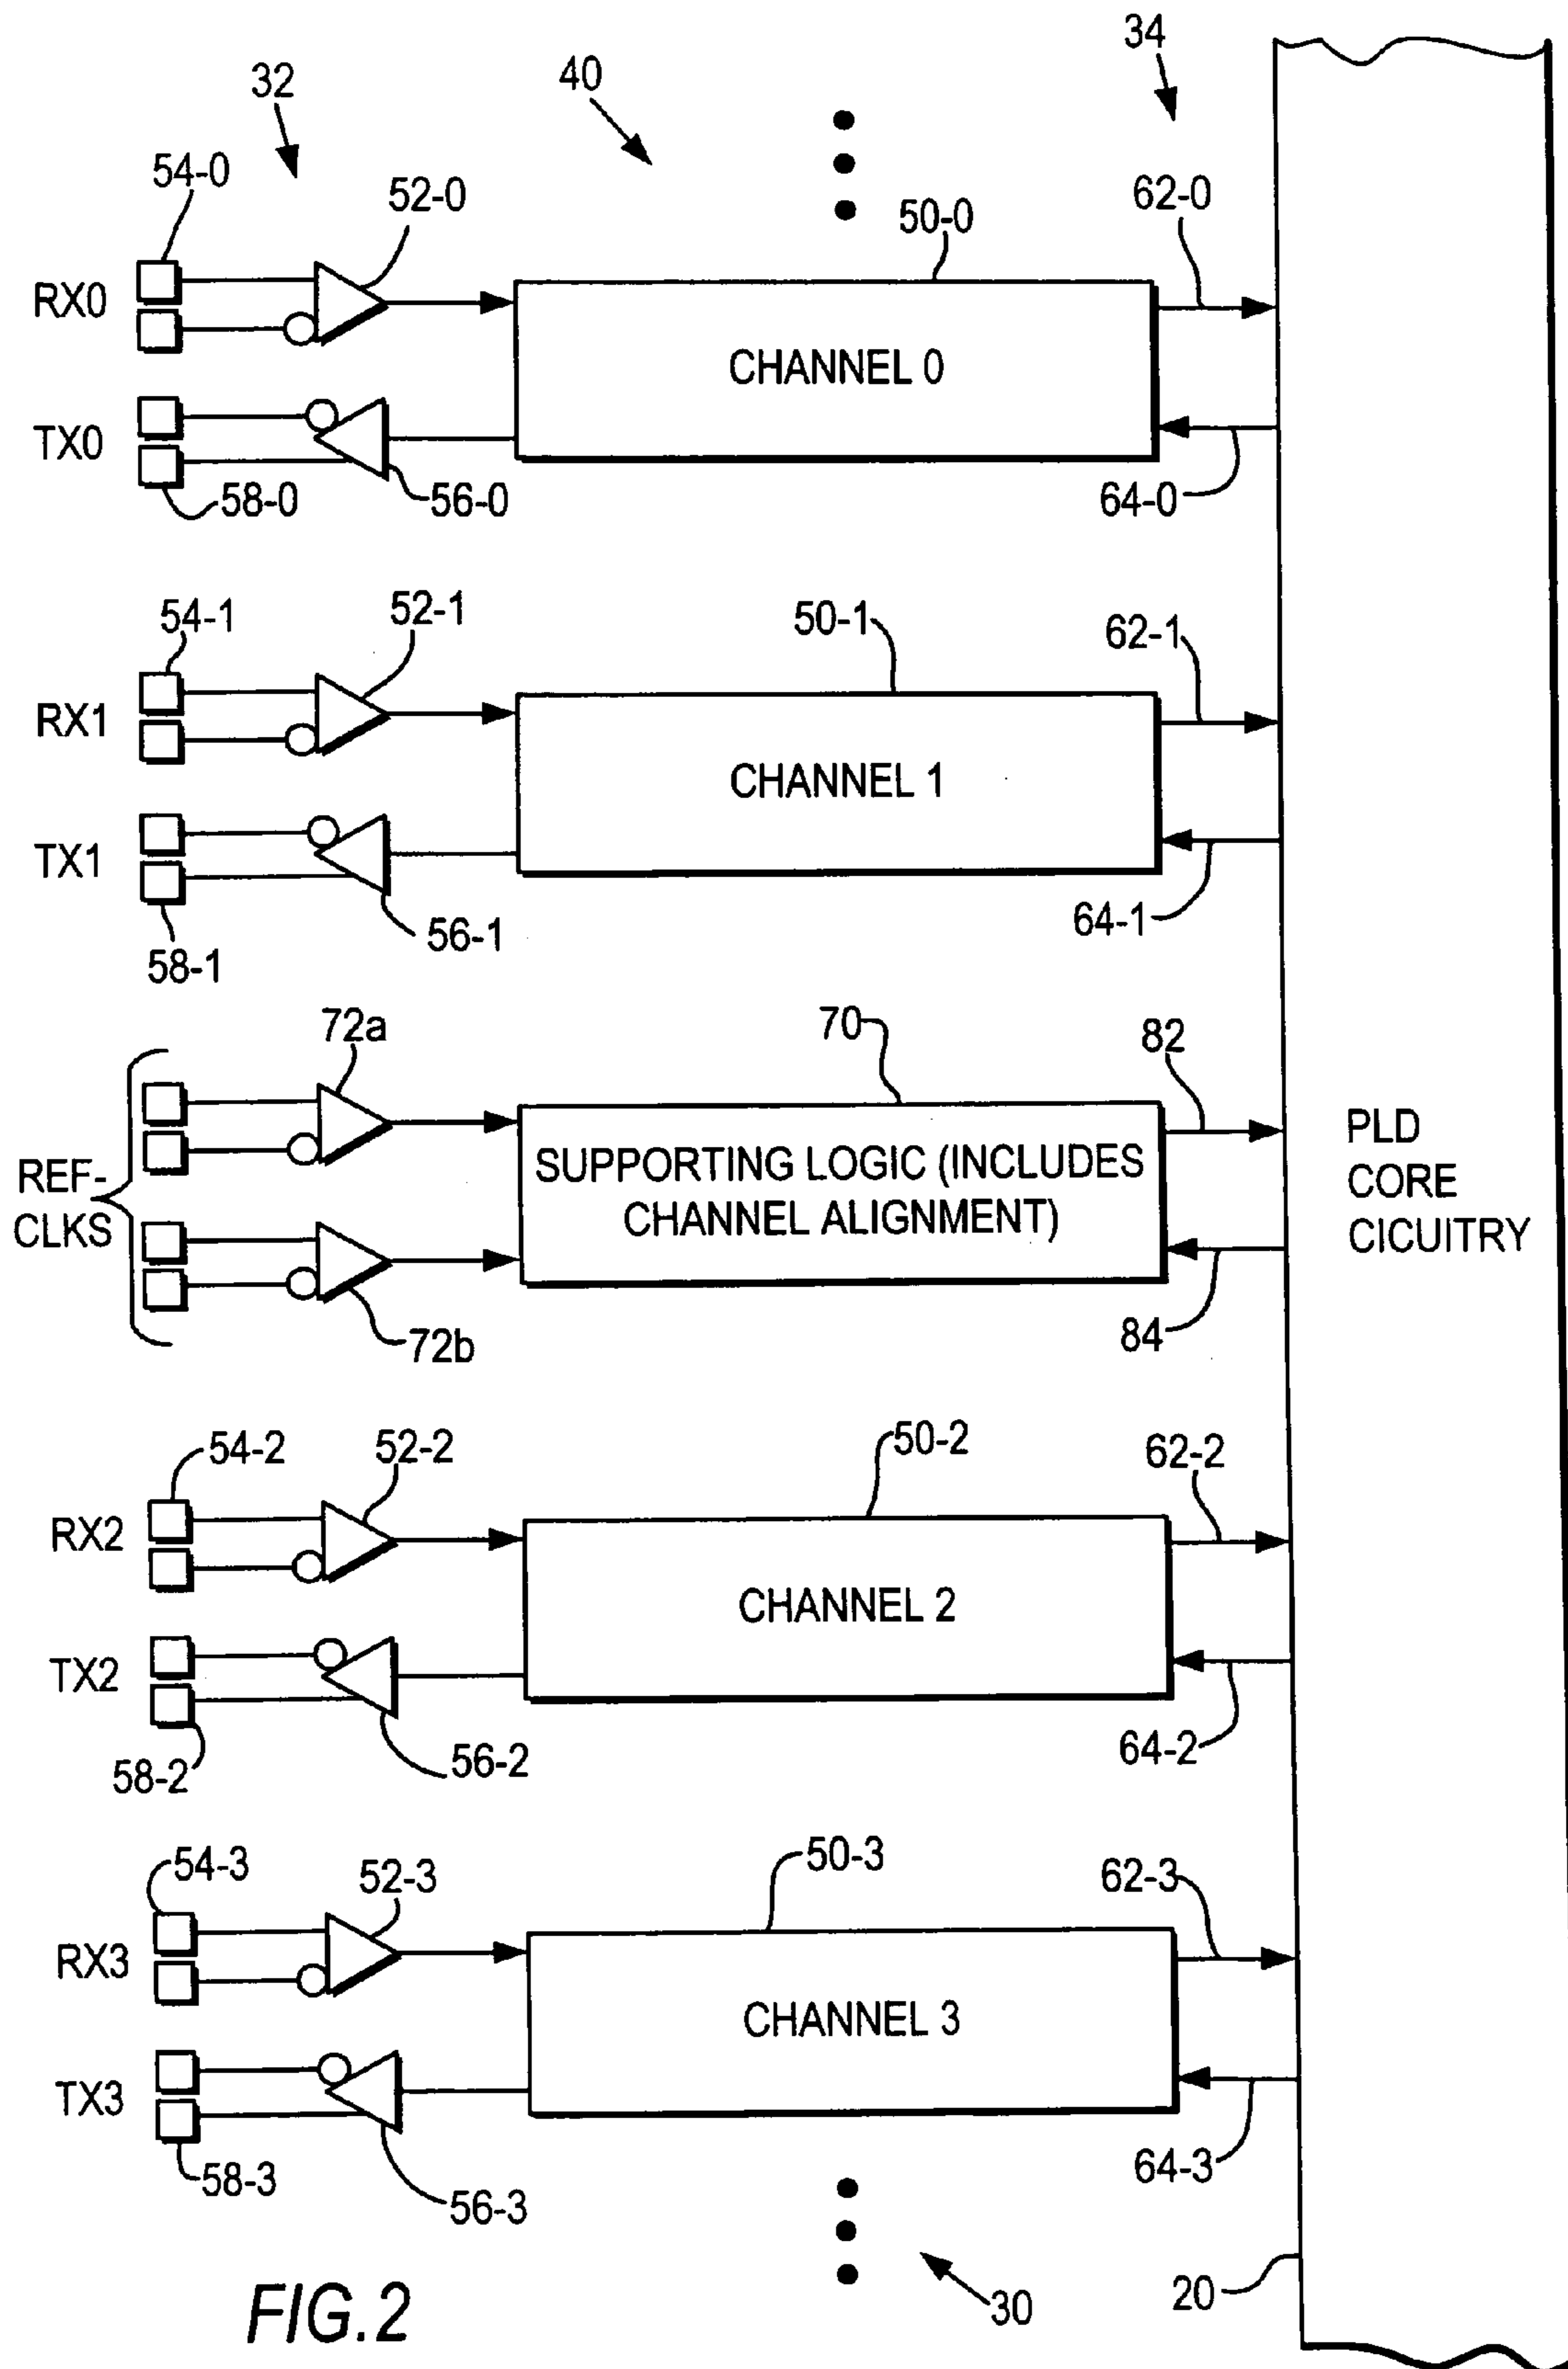 34
32
40
54-0
52-0
62-0
50-0
RX0
CHANNEL 0
TX0
58-0
56-0
64-0
54-1
52-1
50-1
62-1
RX1
CHANNEL 1
TX1
64-1
56-1
58-1
72a
70
82
REF-
CLKS
SUPPORTING LOGIC (INCLUDES
CHANNEL ALIGNMENT)
PLD
CORE
CICUITRY
72b
84
54-2
52-2
50-2
62-2
RX2
CHANNEL 2
TX2
64-2
58-2
56-2
54-3
52-3
50-3
62-3
RX3
CHANNEL 3
TX3
64-3
58-3
56-3
20
30
FIG.2